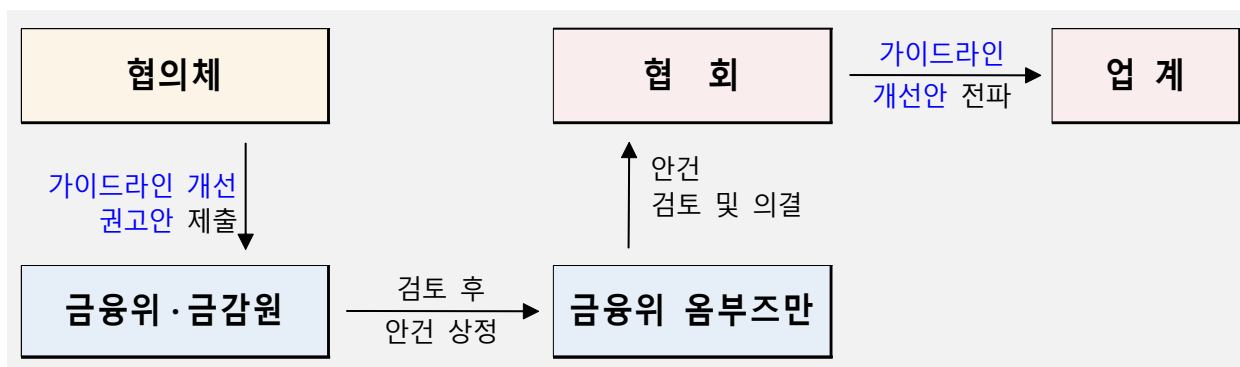 협의체
가이드라인 개선
권고안 제출
금융위·금감원
검토 후
안건 상정
금융위 옴부즈만
안건
검토 및 의결
협 회
가이드라인
개선안 전파
업 계